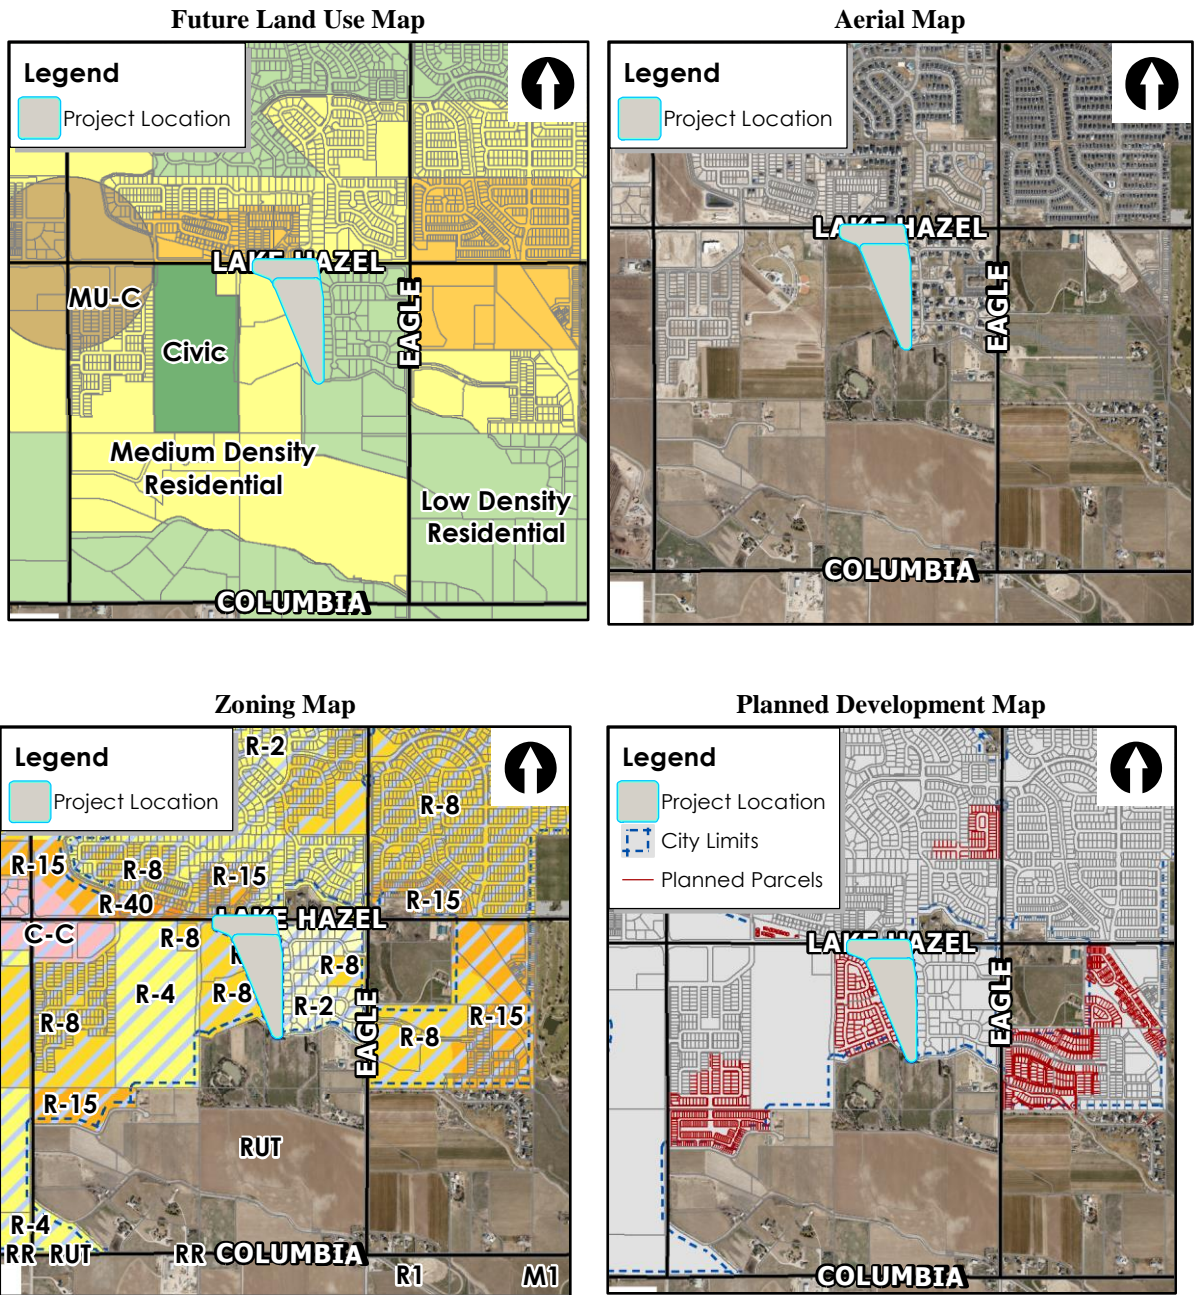 Future Land Use Map
Legend
Project Location
LAKE HAZEL
MU-C
EAGLE
Civic
Medium Density
Residential
Low Density
Residential
COLUMBIA
Aerial Map
Legend
Project Location
LAKE HAZEL
EAGLE
COLUMBIA
Zoning Map
Legend
Project Location
R-2
R-8
R-15
R-8
R-15
R-40
R-15
LAKE HAZEL
C-C
R-8
R-8
R-4
R-8
R-2
R-8
EAGLE
R-15
R-8
R-15
RUT
R-4
RR
RUT
RR
COLUMBIA
R1
M1
Planned Development Map
Legend
Project Location
City Limits
Planned Parcels
LAKE HAZEL
EAGLE
COLUMBIA